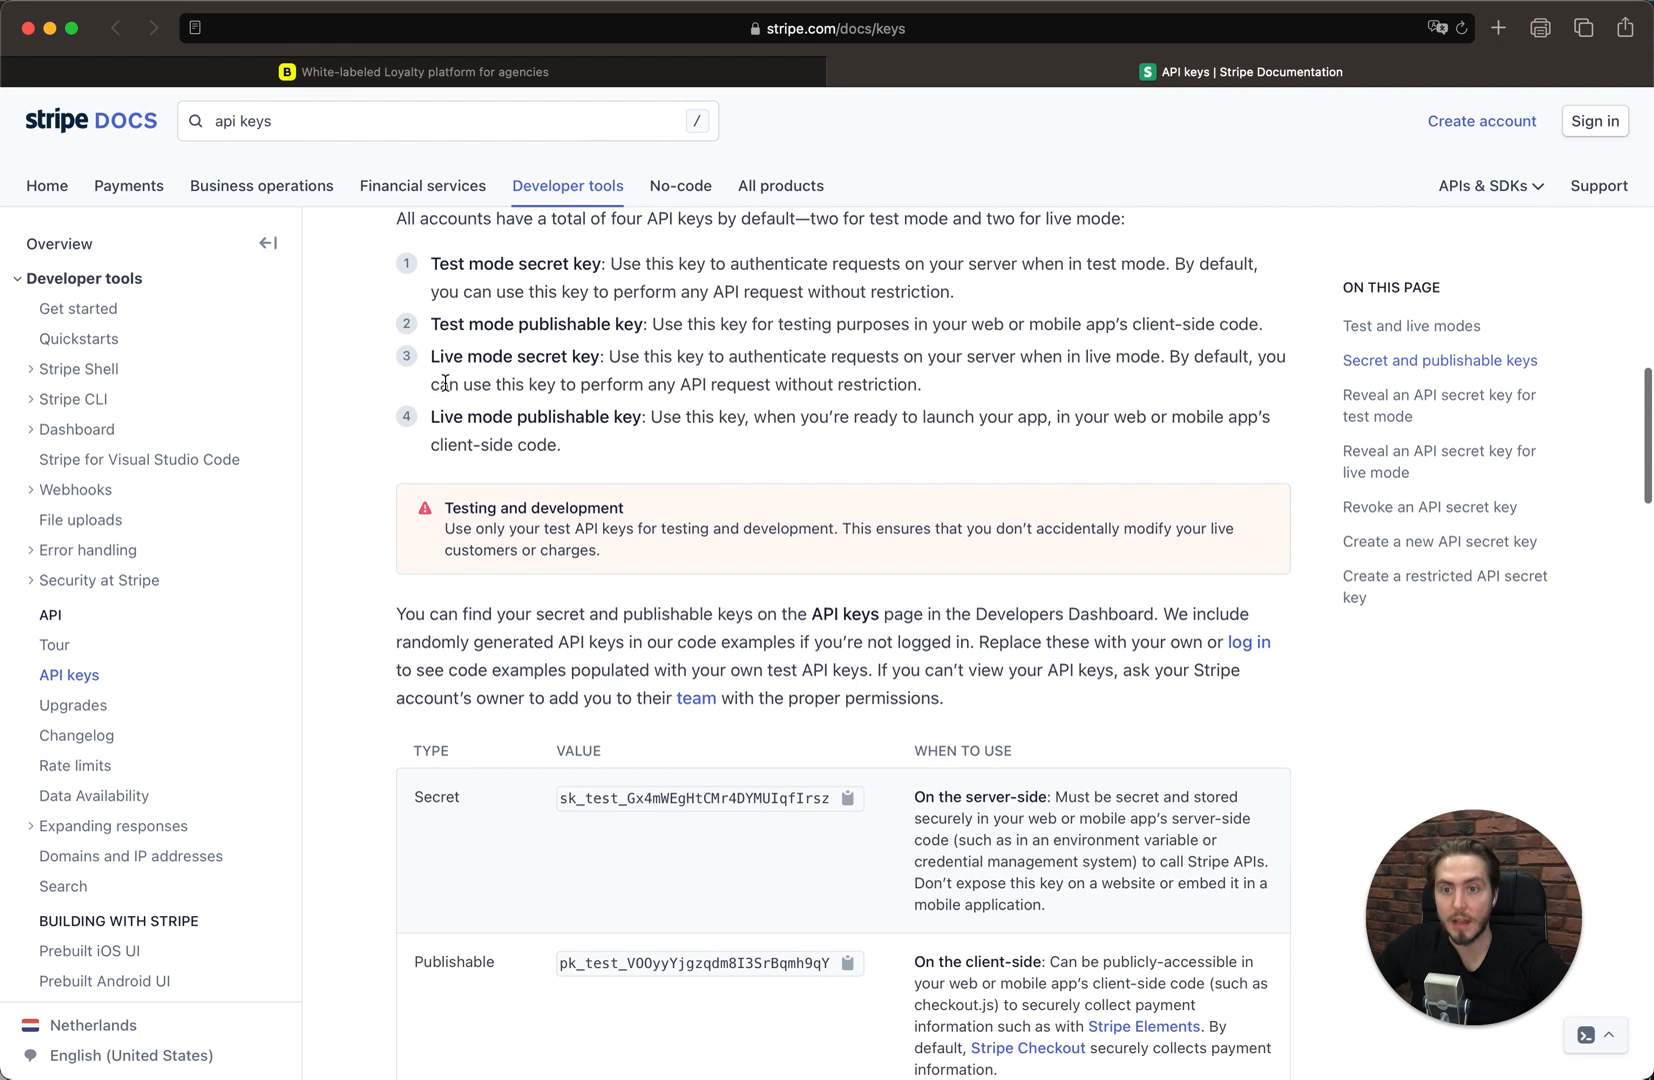 stripe.com/docs/keys
B White-labeled Loyalty platform for agencies
S API keys | Stripe Documentation
stripe DOCS
api keys
/
Create account
Sign in
Home
Payments
Business operations
Financial services
Developer tools
No-code
All products
APIs & SDKs
Support
Overview
Developer tools
Get started
Quickstarts
Stripe Shell
Stripe CLI
Dashboard
Stripe for Visual Studio Code
Webhooks
File uploads
Error handling
Security at Stripe
API
Tour
API keys
Upgrades
Changelog
Rate limits
Data Availability
Expanding responses
Domains and IP addresses
Search
BUILDING WITH STRIPE
Prebuilt iOS UI
Prebuilt Android UI
Netherlands
English (United States)
All accounts have a total of four API keys by default—two for test mode and two for live mode:
1 Test mode secret key: Use this key to authenticate requests on your server when in test mode. By default,
you can use this key to perform any API request without restriction.
2 Test mode publishable key: Use this key for testing purposes in your web or mobile app’s client-side code.
3 Live mode secret key: Use this key to authenticate requests on your server when in live mode. By default, you
can use this key to perform any API request without restriction.
4 Live mode publishable key: Use this key, when you’re ready to launch your app, in your web or mobile app’s
client-side code.
Testing and development
Use only your test API keys for testing and development. This ensures that you don’t accidentally modify your live
customers or charges.
You can find your secret and publishable keys on the API keys page in the Developers Dashboard. We include
randomly generated API keys in our code examples if you’re not logged in. Replace these with your own or log in
to see code examples populated with your own test API keys. If you can’t view your API keys, ask your Stripe
account’s owner to add you to their team with the proper permissions.
TYPE
VALUE
WHEN TO USE
Secret
sk_test_Gx4mWEgHtCMr4DYMUIqfIrsz
On the server-side: Must be secret and stored
securely in your web or mobile app’s server-side
code (such as in an environment variable or
credential management system) to call Stripe APIs.
Don’t expose this key on a website or embed it in a
mobile application.
Publishable
pk_test_VOOyyYjgzqdm8I3SrBqmh9qY
On the client-side: Can be publicly-accessible in
your web or mobile app’s client-side code (such as
checkout.js) to securely collect payment
information such as with Stripe Elements. By
default, Stripe Checkout securely collects payment
information.
ON THIS PAGE
Test and live modes
Secret and publishable keys
Reveal an API secret key for
test mode
Reveal an API secret key for
live mode
Revoke an API secret key
Create a new API secret key
Create a restricted API secret
key